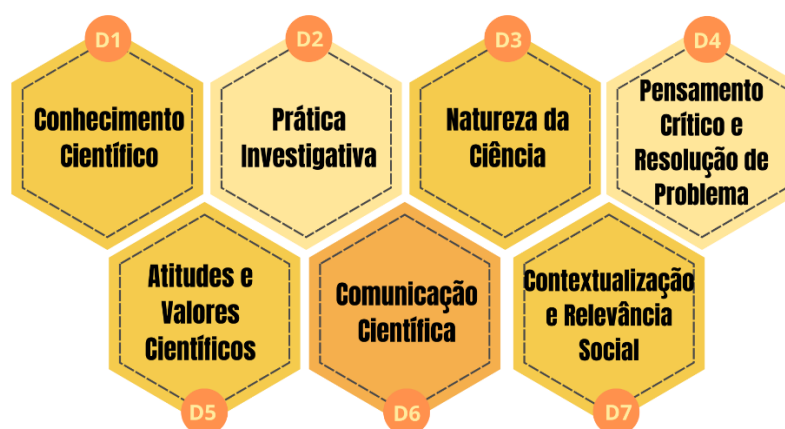 D1
Conhecimento
Científico
D2
Prática
Investigativa
D3
Natureza da
Ciência
D4
Pensamento
Crítico e
Resolução de
Problema
Atitudes e
Valores
Científicos
D5
Comunicação
Científica
D6
Contextualização
e Relevância
Social
D7